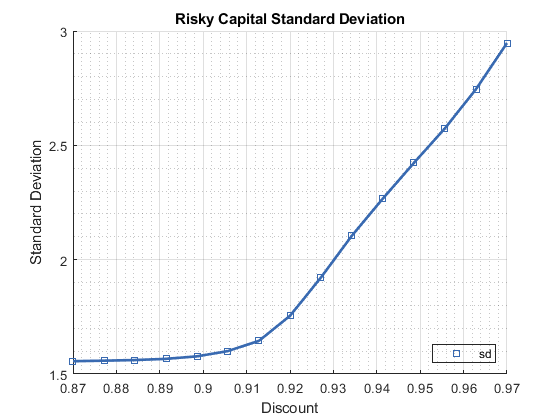 Risky Capital Standard Deviation
3
2.5
2
1.5
Standard Deviation
sd
0.87 0.88 0.89 0.9 0.91 0.92 0.93 0.94 0.95 0.96 0.97
Discount